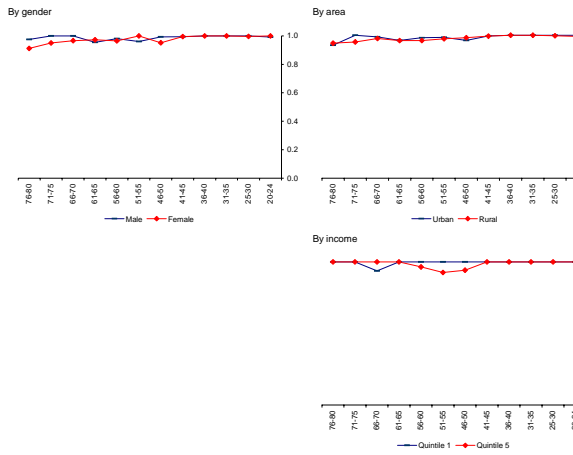 By gender
1.0
0.8
0.6
0.4
0.2
0.0
76-80 71-75 66-70 61-65 56-60 51-55 46-50 41-45 36-40 31-35 25-30 20-24
Male Female
By area
76-80 71-75 66-70 61-65 56-60 51-55 46-50 41-45 36-40 31-35 25-30
Urban Rural
By income
76-80 71-75 66-70 61-65 56-60 51-55 46-50 41-45 36-40 31-35 25-30
Quintile 1 Quintile 5